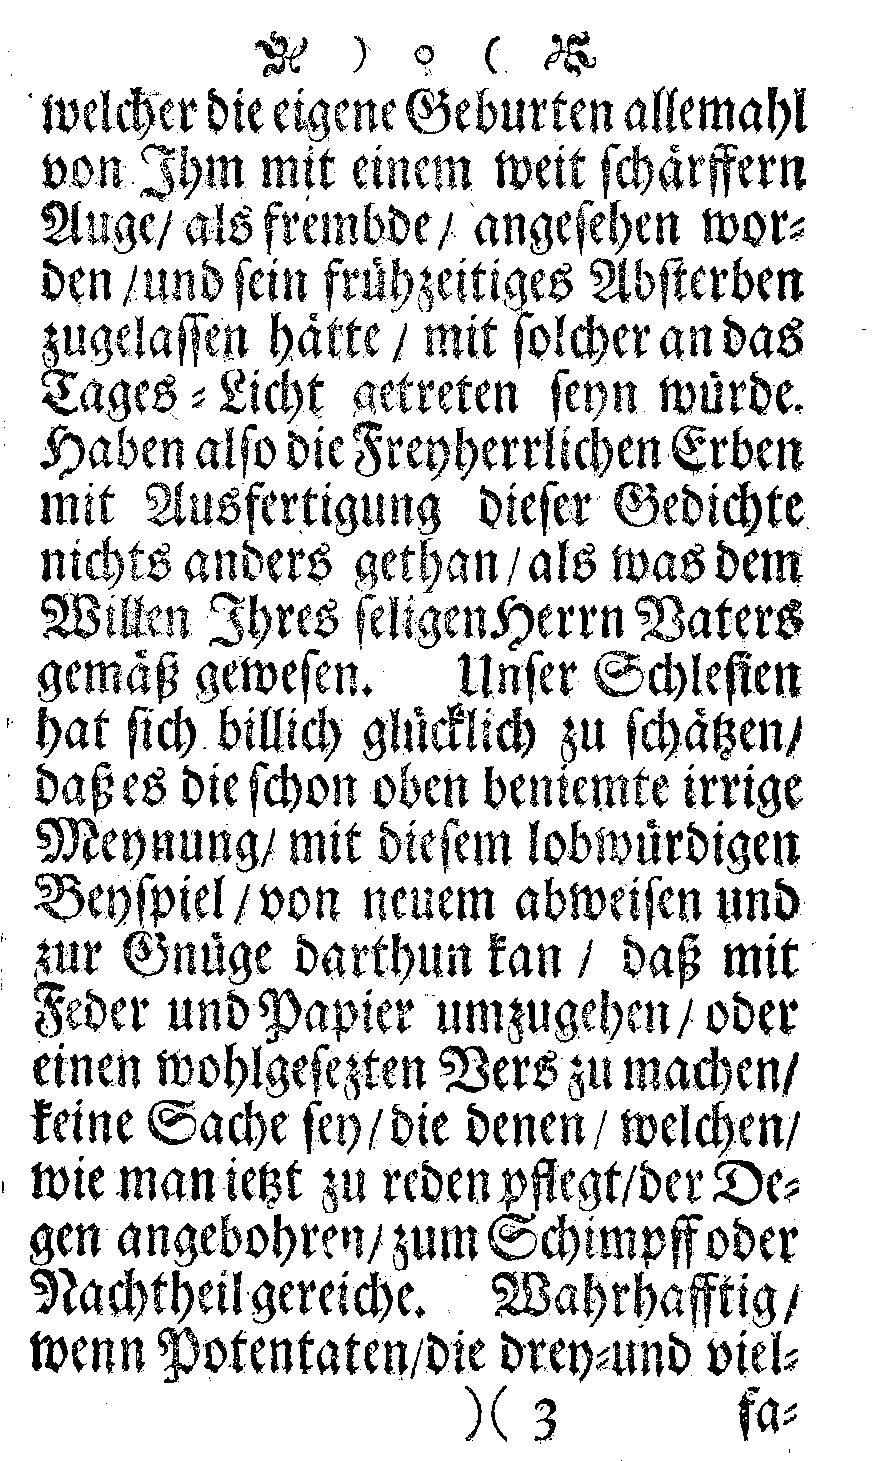 ) o (
welcher die eigene Geburten allemahl
von Ihm mit einem weit schärffern
Auge/ als frembde/ angesehen wor-
den/ und sein frühzeitiges Absterben
zugelassen hätte/ mit solcher an das
Tages-Licht getreten seyn würde.
Haben also die Freyherrlichen Erben
mit Ausfertigung dieser Gedichte
nichts anders gethan/ als was dem
Willen Ihres seligen Herrn Vaters
gemäß gewesen. Unser Schlesien
hat sich billich glücklich zu schätzen/
daß es die schon oben beniemte irrige
Meynung/ mit diesem lobwürdigen
Beyspiel/ von neuem abweisen und
zur Gnüge darthun kan/ daß mit
Feder und Papier umzugehen/ oder
einen wohlgesezten Vers zu machen/
keine Sache sey/ die denen/ welchen/
wie man ietzt zu reden pflegt/ der De-
gen angebohren/ zum Schimpff oder
Nachtheil gereiche. Wahrhafftig/
wenn Potentaten/ die drey-und viel-
)( 3 fa-